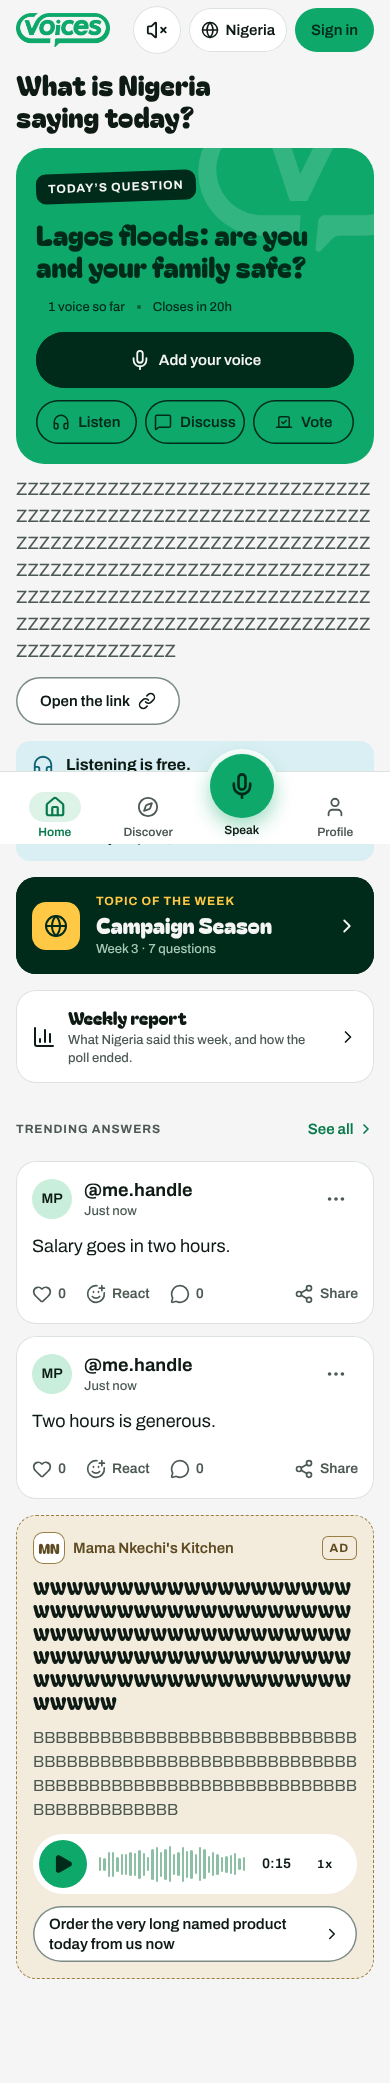 Voices
Nigeria
Sign in
What is Nigeria
saying today?
TODAY'S QUESTION
Lagos floods: are you
and your family safe?
1 voice so far • Closes in 20h
Add your voice
Listen
Discuss
Vote
ZZZZZZZZZZZZZZZZZZZZZZZZZZZZZZZ
ZZZZZZZZZZZZZZZZZZZZZZZZZZZZZZZ
ZZZZZZZZZZZZZZZZZZZZZZZZZZZZZZZ
ZZZZZZZZZZZZZZZZZZZZZZZZZZZZZZZ
ZZZZZZZZZZZZZZZZZZZZZZZZZZZZZZZ
ZZZZZZZZZZZZZZZZZZZZZZZZZZZZZZZ
ZZZZZZZZZZZZZZ
Open the link
Listening is free.
Home
Discover
Speak
Profile
TOPIC OF THE WEEK
Campaign Season
Week 3 · 7 questions
Weekly report
What Nigeria said this week, and how the
poll ended.
TRENDING ANSWERS
See all
MP
@me.handle
Just now
Salary goes in two hours.
0
React
0
Share
MP
@me.handle
Just now
Two hours is generous.
0
React
0
Share
MN
Mama Nkechi's Kitchen
AD
WWWWWWWWWWWWWWWWWWW
WWWWWWWWWWWWWWWWWWW
WWWWWWWWWWWWWWWWWWW
WWWWWWWWWWWWWWWWWWW
WWWWWWWWWWWWWWWWWWW
WWWWW
BBBBBBBBBBBBBBBBBBBBBBBBBBBBB
BBBBBBBBBBBBBBBBBBBBBBBBBBBBB
BBBBBBBBBBBBBBBBBBBBBBBBBBBBB
BBBBBBBBBBBBB
0:15
1x
Order the very long named product
today from us now